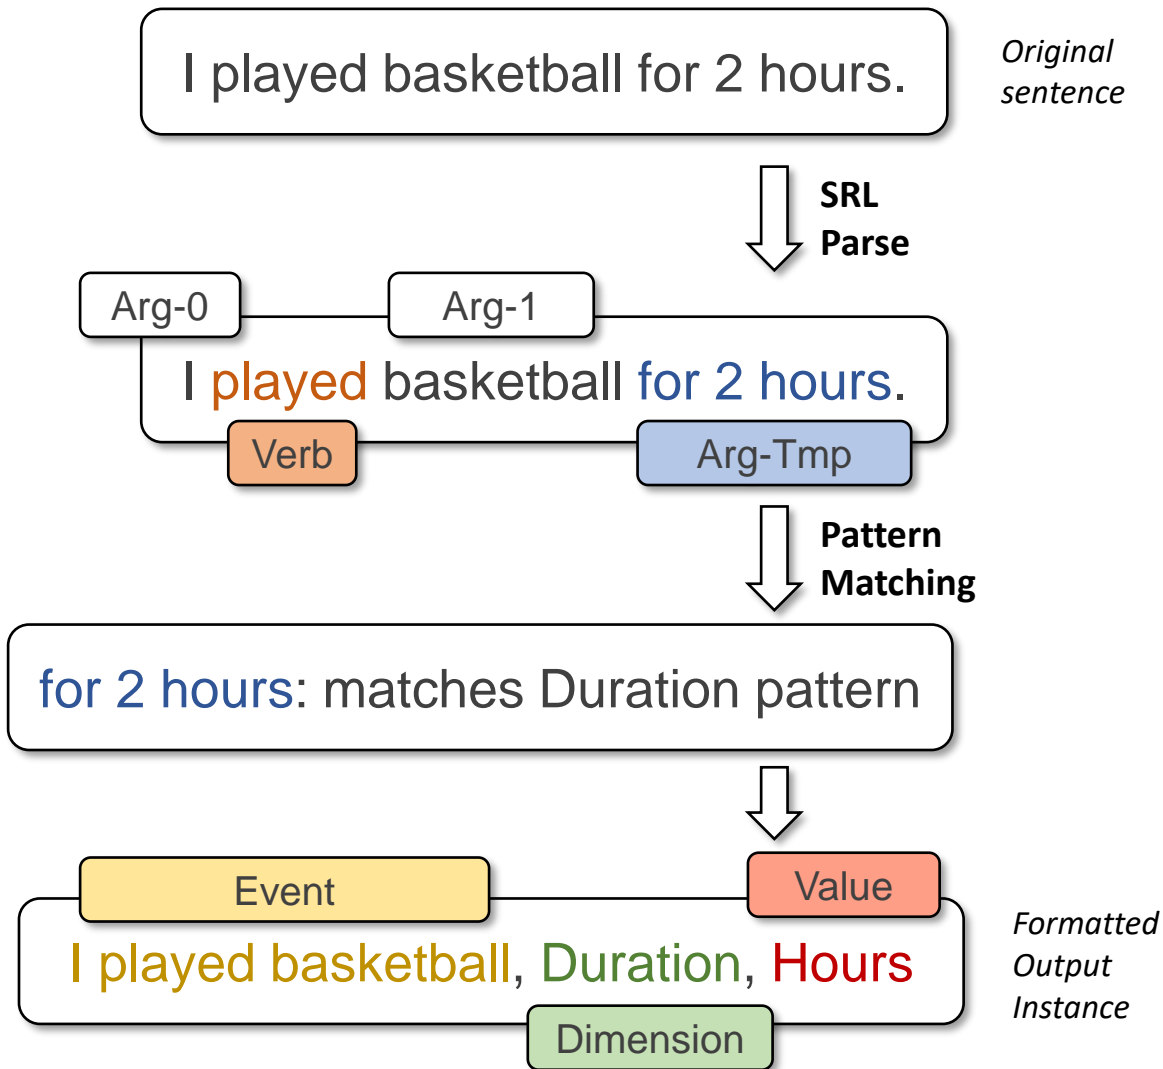 I played basketball for 2 hours.
Original
sentence
SRL
Parse
Arg-0
Arg-1
I played basketball for 2 hours.
Verb
Arg-Tmp
Pattern
Matching
for 2 hours: matches Duration pattern
Event
Value
I played basketball, Duration, Hours
Dimension
Formatted
Output
Instance